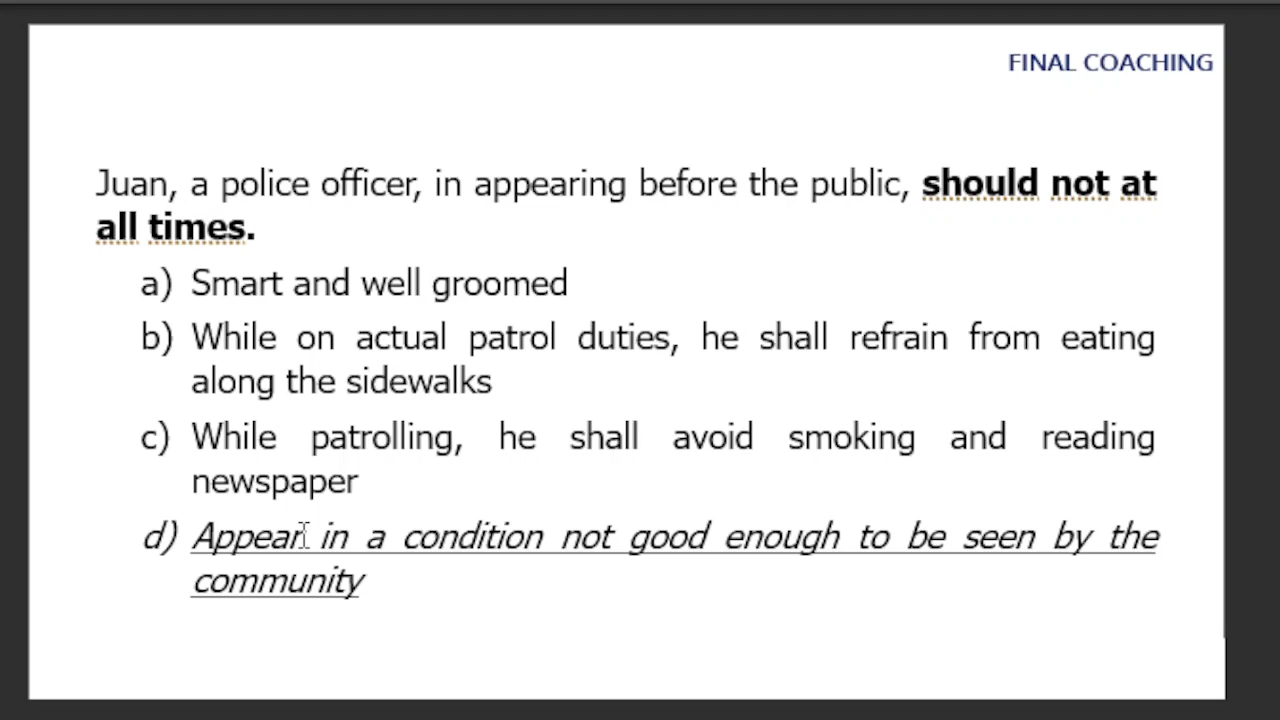 FINAL COACHING
Juan, a police officer, in appearing before the public, should not at
all times.
a) Smart and well groomed
b) While on actual patrol duties, he shall refrain from eating
along the sidewalks
c) While patrolling, he shall avoid smoking and reading
newspaper
d) Appear in a condition not good enough to be seen by the
community